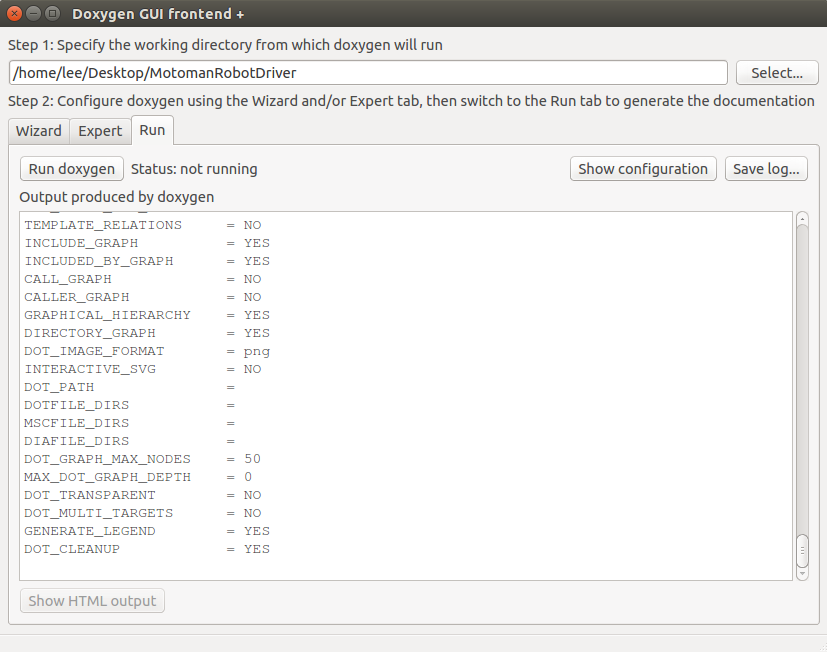 Doxygen GUI frontend +
Step 1: Specify the working directory from which doxygen will run
/home/lee/Desktop/MotomanRobotDriver
Select...
Step 2: Configure doxygen using the Wizard and/or Expert tab, then switch to the Run tab to generate the documentation
Wizard Expert Run
Run doxygen Status: not running Show configuration Save log...
Output produced by doxygen
TEMPLATE_RELATIONS = NO
INCLUDE_GRAPH = YES
INCLUDED_BY_GRAPH = YES
CALL_GRAPH = NO
CALLER_GRAPH = NO
GRAPHICAL_HIERARCHY = YES
DIRECTORY_GRAPH = YES
DOT_IMAGE_FORMAT = png
INTERACTIVE_SVG = NO
DOT_PATH =
DOTFILE_DIRS =
MSCFILE_DIRS =
DIAFILE_DIRS =
DOT_GRAPH_MAX_NODES = 50
MAX_DOT_GRAPH_DEPTH = 0
DOT_TRANSPARENT = NO
DOT_MULTI_TARGETS = NO
GENERATE_LEGEND = YES
DOT_CLEANUP = YES
Show HTML output